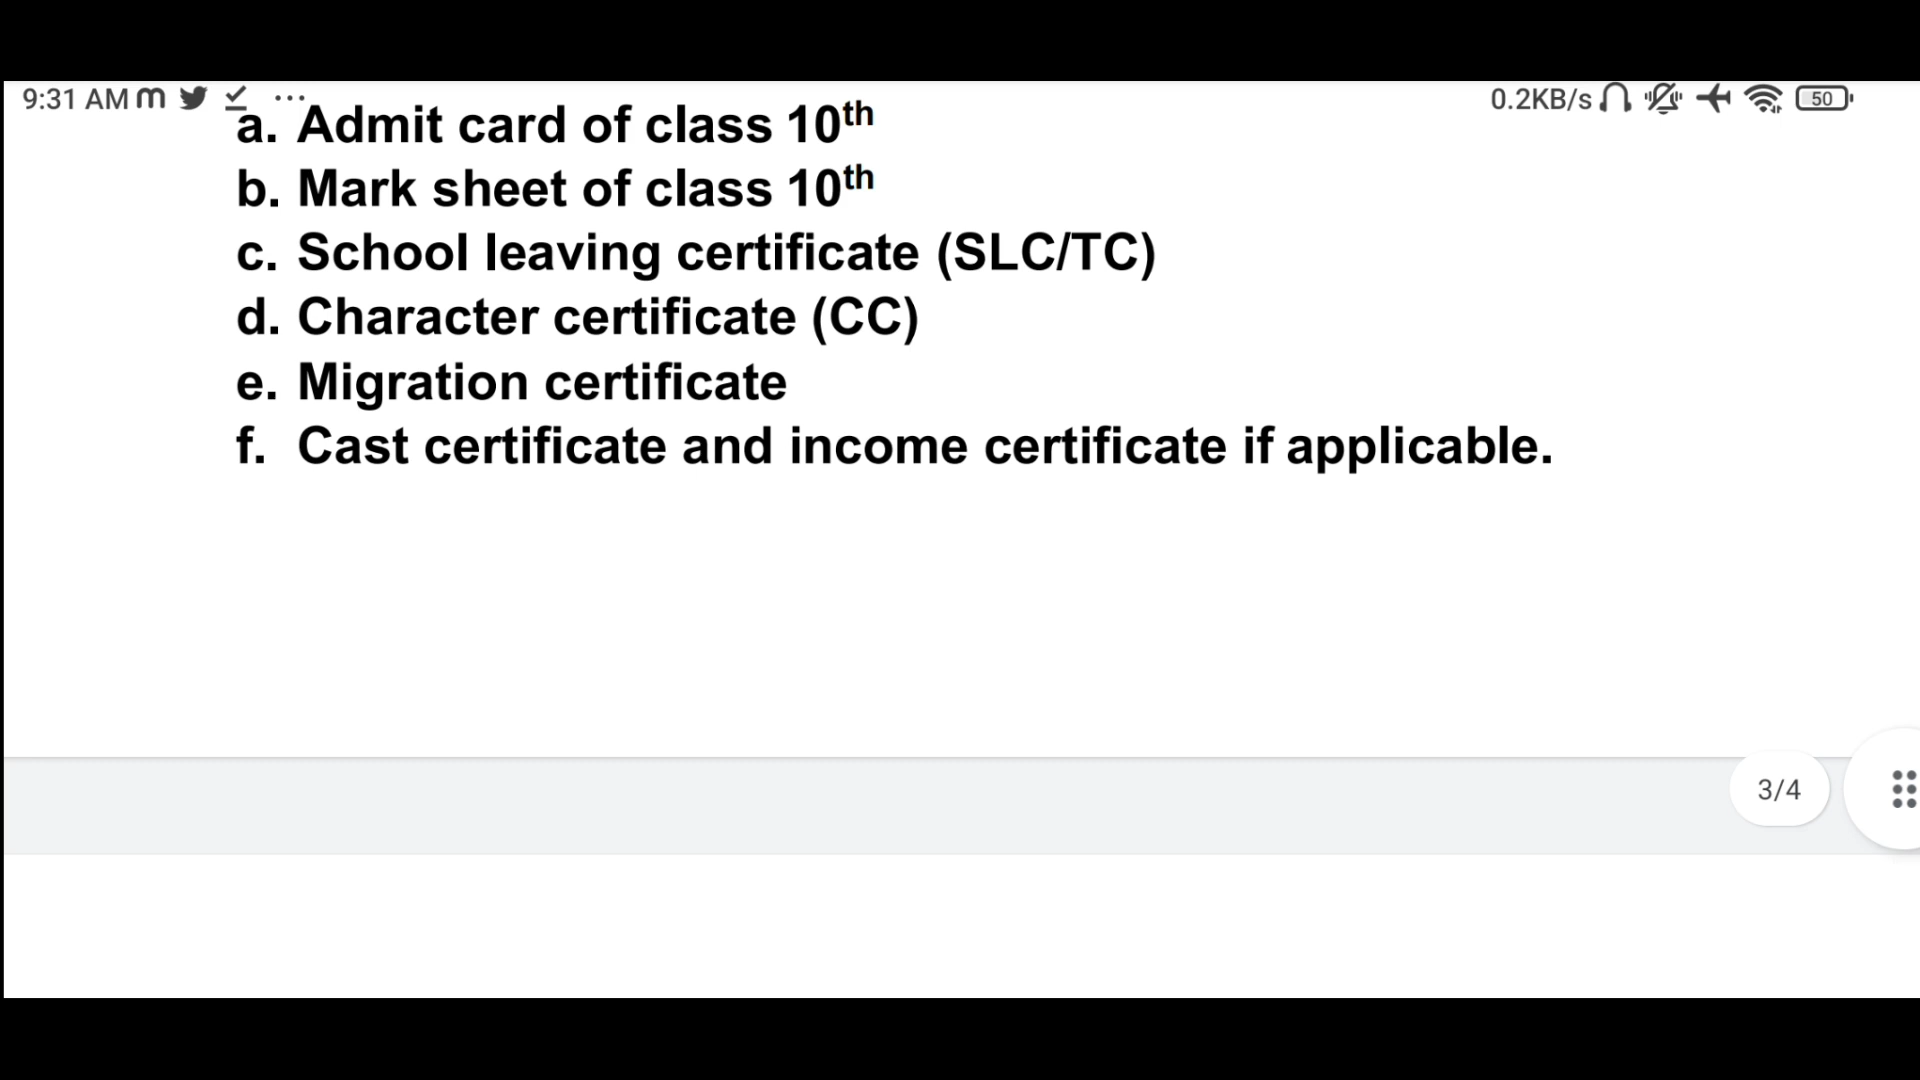 9:31 AM m ... 0.2KB/s 50
a. Admit card of class 10th
b. Mark sheet of class 10th
c. School leaving certificate (SLC/TC)
d. Character certificate (CC)
e. Migration certificate
f. Cast certificate and income certificate if applicable.
3/4